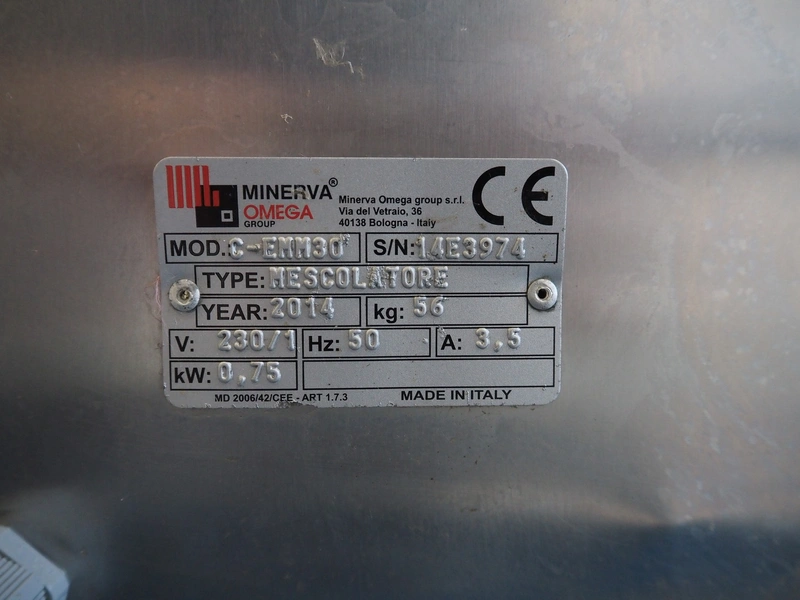 MINERVA®
OMEGA
GROUP
Minerva Omega group s.r.l.
Via del Vetraio, 36
40138 Bologna - Italy
CE
MOD.: C-EMM30 S/N: 14E3974
TYPE: MESCOLATORE
YEAR: 2014 kg: 56
V: 230/1 Hz: 50 A: 3.5
kW: 0,75
MD 2006/42/CEE - ART 1.7.3 MADE IN ITALY